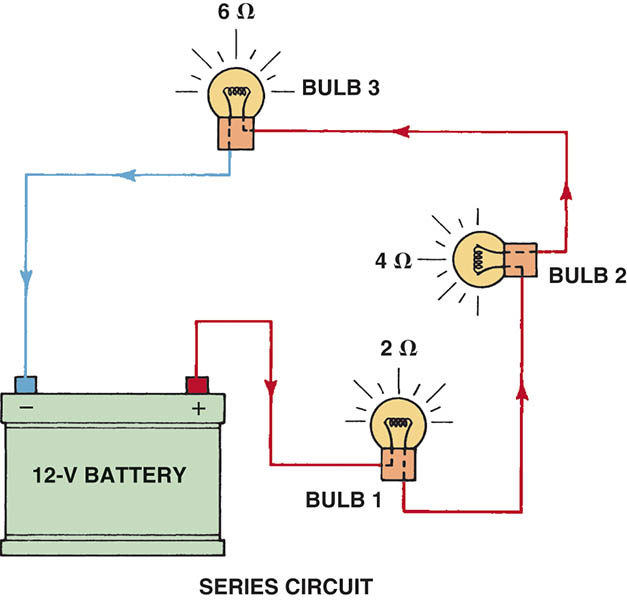 6 Ω
BULB 3
4 Ω
BULB 2
2 Ω
− +
12-V BATTERY
BULB 1
SERIES CIRCUIT